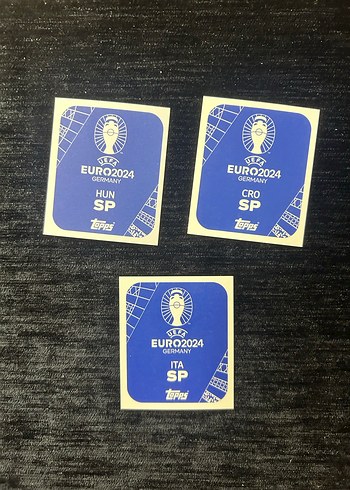 UEFA
EURO2024
GERMANY
HUN
SP
Topps
UEFA
EURO2024
GERMANY
CRO
SP
Topps
UEFA
EURO2024
GERMANY
ITA
SP
Topps